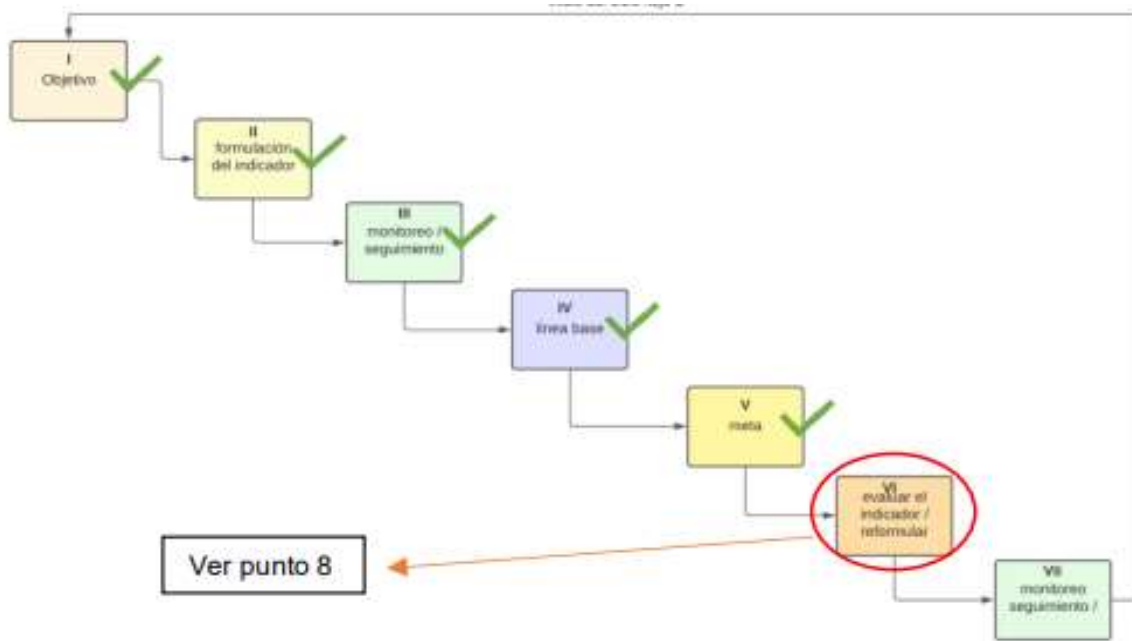 I
Objetivo
II
formulación
del indicador
III
monitoreo /
seguimiento
IV
línea base
V
meta
VI
evaluar el
indicador /
reformular
Ver punto 8
VII
monitoreo
seguimiento /